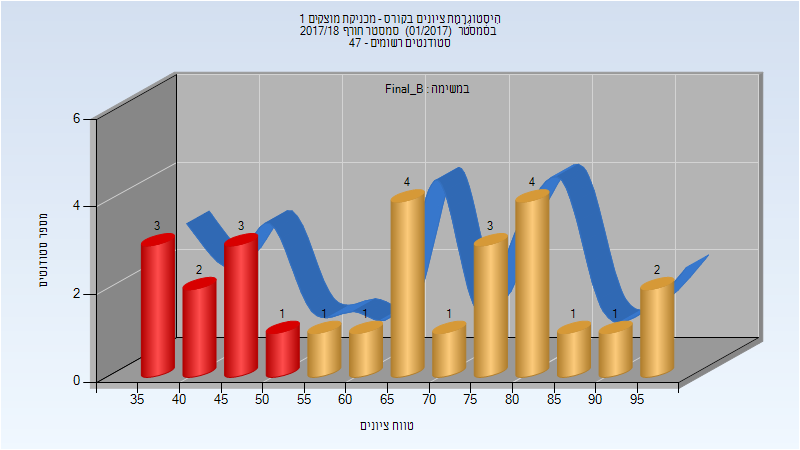 היסטוגרמת ציונים בקורס - מכניקת מוצקים 1
בסמסטר (01/2017) סמסטר חורף 2017/18
סטודנטים רשומים - 47
במשימה : Final_B
מספר סטודנטים
6
4
2
0
3
2
3
1
1
1
4
1
3
4
1
1
2
35 40 45 50 55 60 65 70 75 80 85 90 95
טווח ציונים